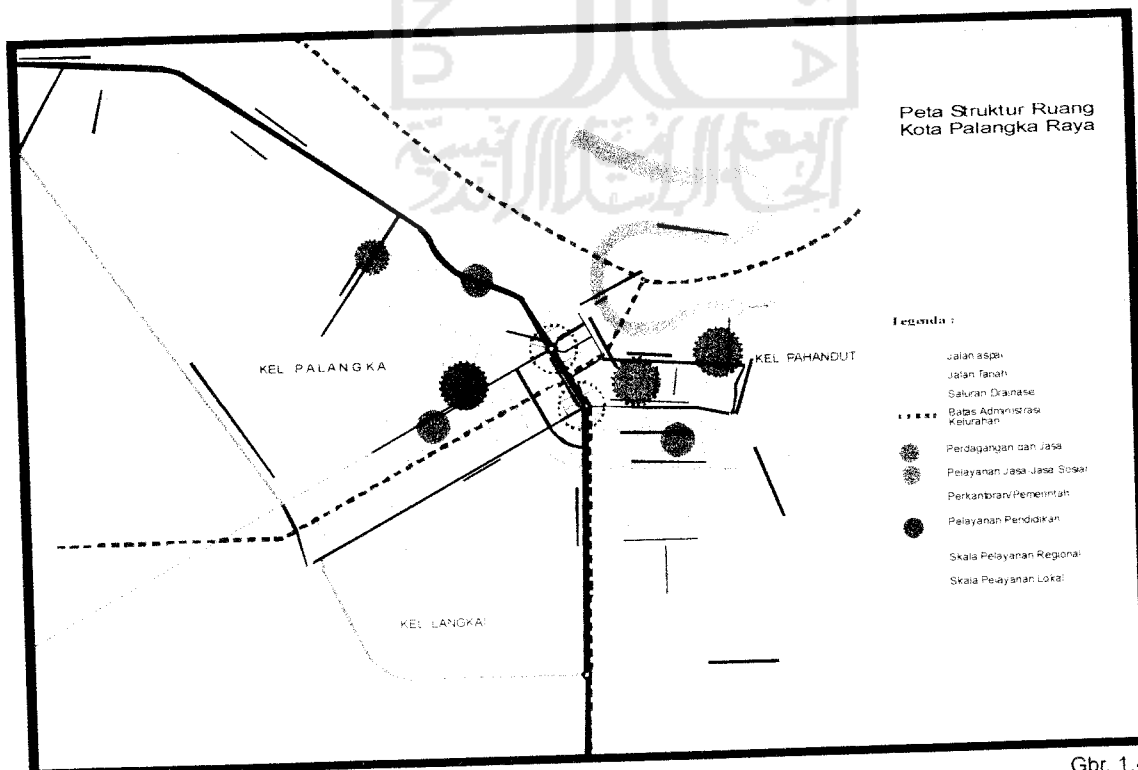 Peta Struktur Ruang
Kota Palangka Raya
KEL PALANGKA
KEL PAHANDUT
KEL LANGKAI
Legenda :
Jalan aspal
Jalan Tanah
Saluran Drainase
Batas Administrasi
Kelurahan
Perdagangan dan Jasa
Pelayanan Jasa-Jasa Sosial
Perkantoran/Pemerintah
Pelayanan Pendidikan
Skala Pelayanan Regional
Skala Pelayanan Lokal
Gbr. 1.